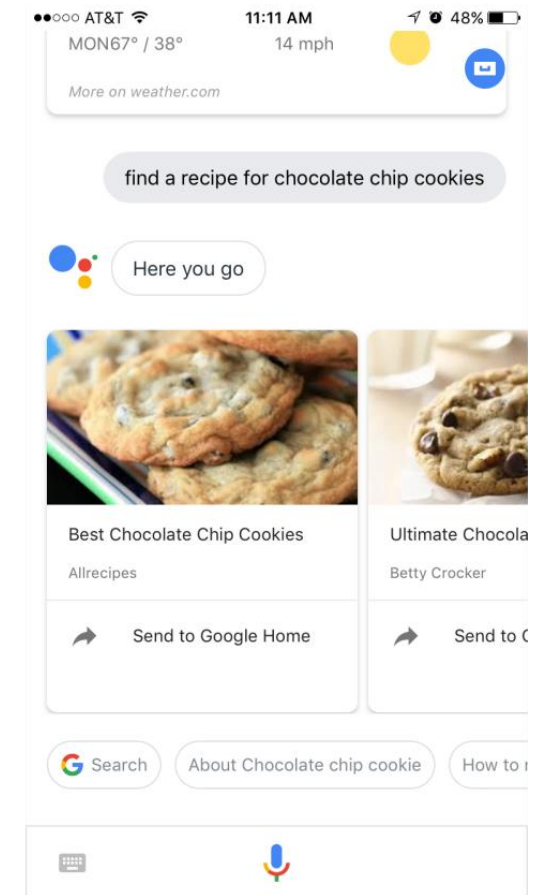 AT&T 11:11 AM 48%
MON67° / 38° 14 mph
More on weather.com
find a recipe for chocolate chip cookies
Here you go
Best Chocolate Chip Cookies Ultimate Chocola
Allrecipes Betty Crocker
Send to Google Home Send to
Search About Chocolate chip cookie How to